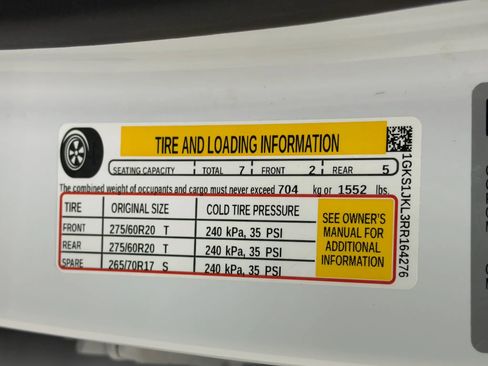 TIRE AND LOADING INFORMATION
SEATING CAPACITY TOTAL 7 FRONT 2 REAR 5
The combined weight of occupants and cargo must never exceed 704 kg or 1552 lbs.
TIRE ORIGINAL SIZE COLD TIRE PRESSURE
FRONT 275/60R20 T 240 kPa, 35 PSI
REAR 275/60R20 T 240 kPa, 35 PSI
SPARE 265/70R17 S 240 kPa, 35 PSI
SEE OWNER'S
MANUAL FOR
ADDITIONAL
INFORMATION
1GKS1JKL3RR164276